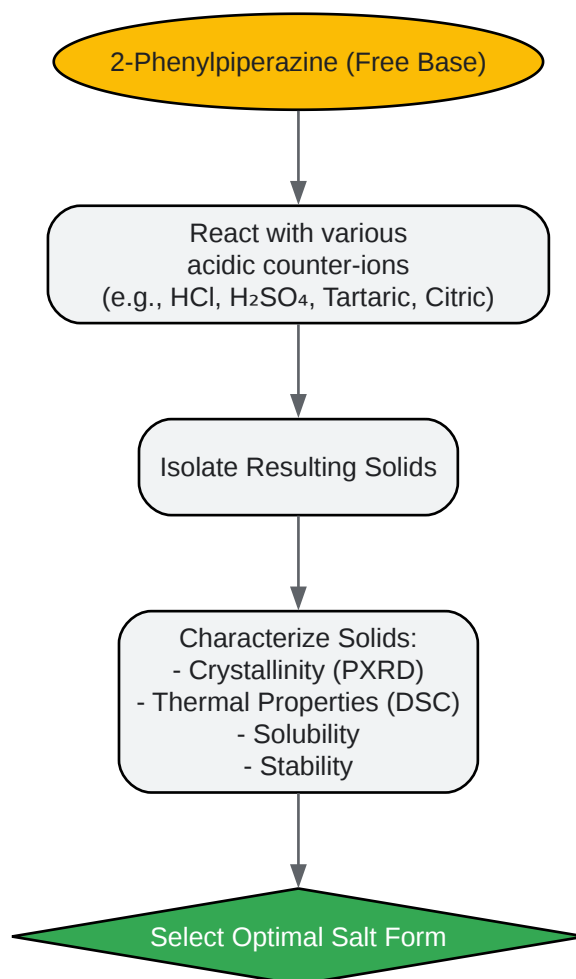 2-Phenylpiperazine (Free Base)
React with various
acidic counter-ions
(e.g., HCl, H₂SO₄, Tartaric, Citric)
Isolate Resulting Solids
Characterize Solids:
- Crystallinity (PXRD)
- Thermal Properties (DSC)
- Solubility
- Stability
Select Optimal Salt Form